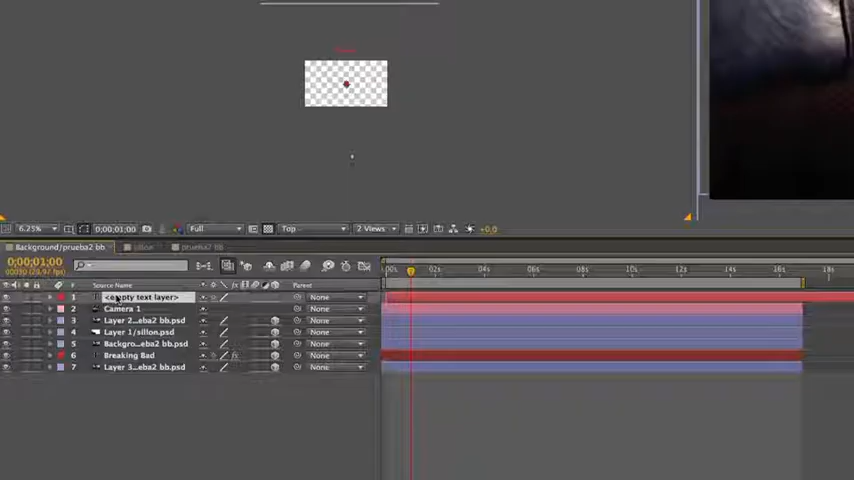 6.25% 0;00;01;00 Full Top 2 Views +0.0
Background/prueba2 bb prueba2 bb
0;00;01;00
00030 (29.97 fps)
# Source Name Parent
00s 02s 04s 06s 08s 10s 12s 14s 16s 18s
1 <empty text layer> None
2 Camera 1 None
3 Layer 2...eba2 bb.psd None
4 Layer 1/sillon.psd None
5 Backgro...eba2 bb.psd None
6 Breaking Bad None
7 Layer 3...eba2 bb.psd None